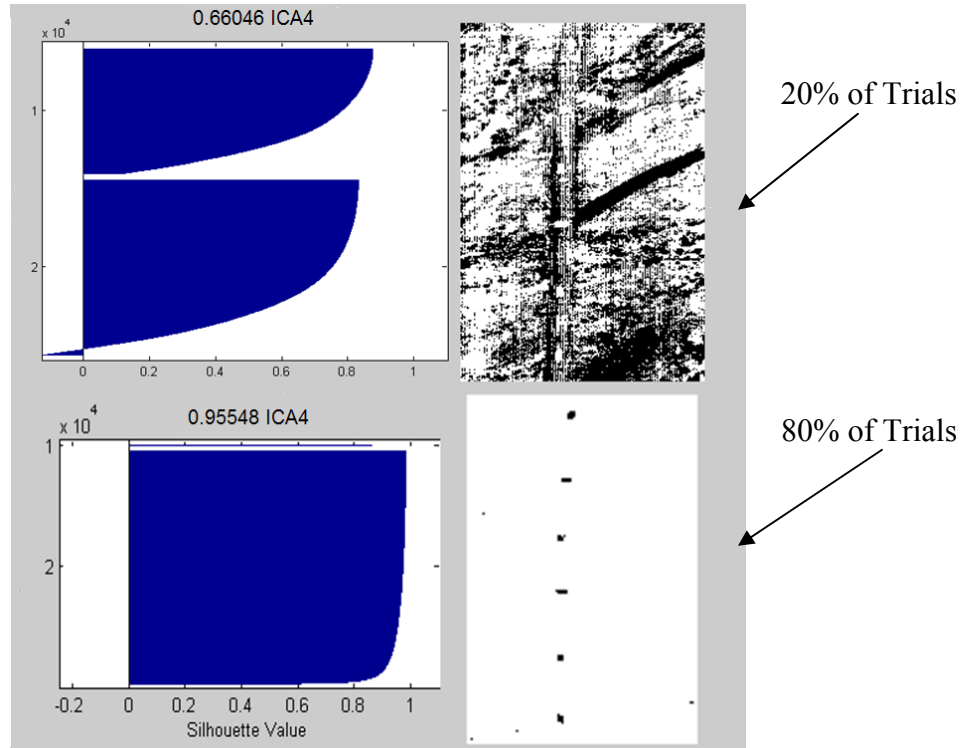 0.66046 ICA4
x 10^4
1
2
0 0.2 0.4 0.6 0.8 1
20% of Trials
0.95548 ICA4
x 10^4
1
2
-0.2 0 0.2 0.4 0.6 0.8 1
Silhouette Value
80% of Trials